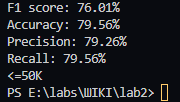 F1 score: 76.01%
Accuracy: 79.56%
Precision: 79.26%
Recall: 79.56%
<=50K
PS E:\labs\WIKI\lab2>